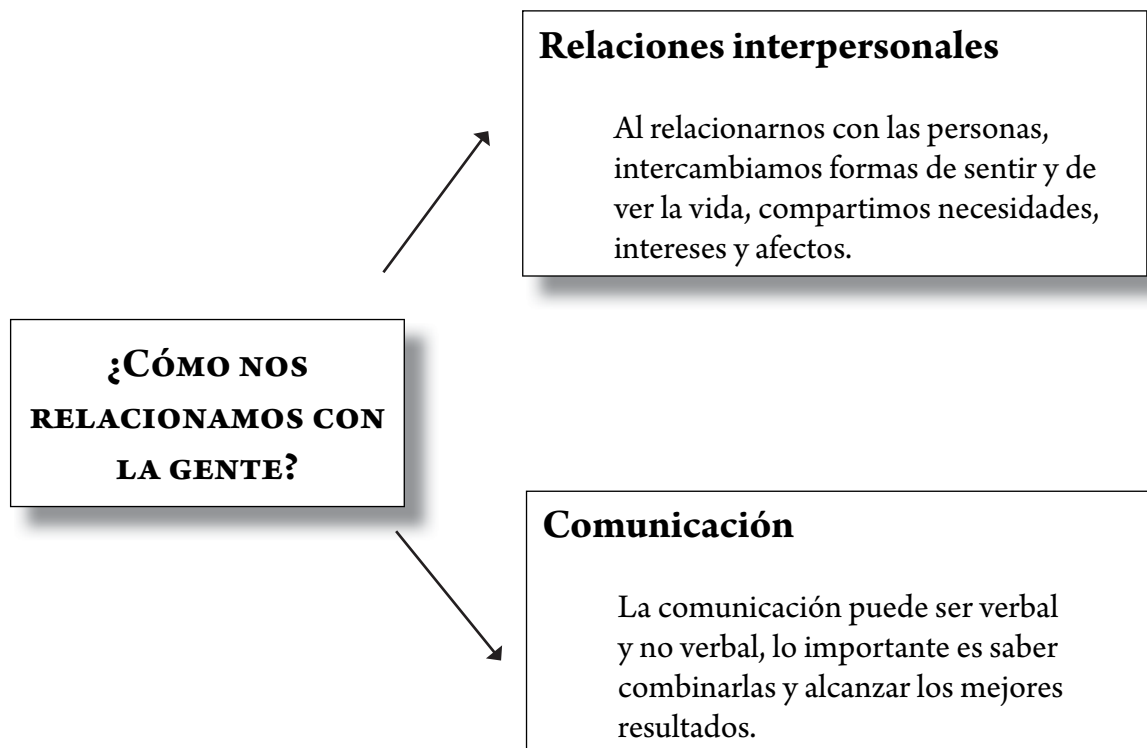 Relaciones interpersonales
Al relacionarnos con las personas,
intercambiamos formas de sentir y de
ver la vida, compartimos necesidades,
intereses y afectos.
¿Cómo nos
relacionamos con
la gente?
Comunicación
La comunicación puede ser verbal
y no verbal, lo importante es saber
combinarlas y alcanzar los mejores
resultados.